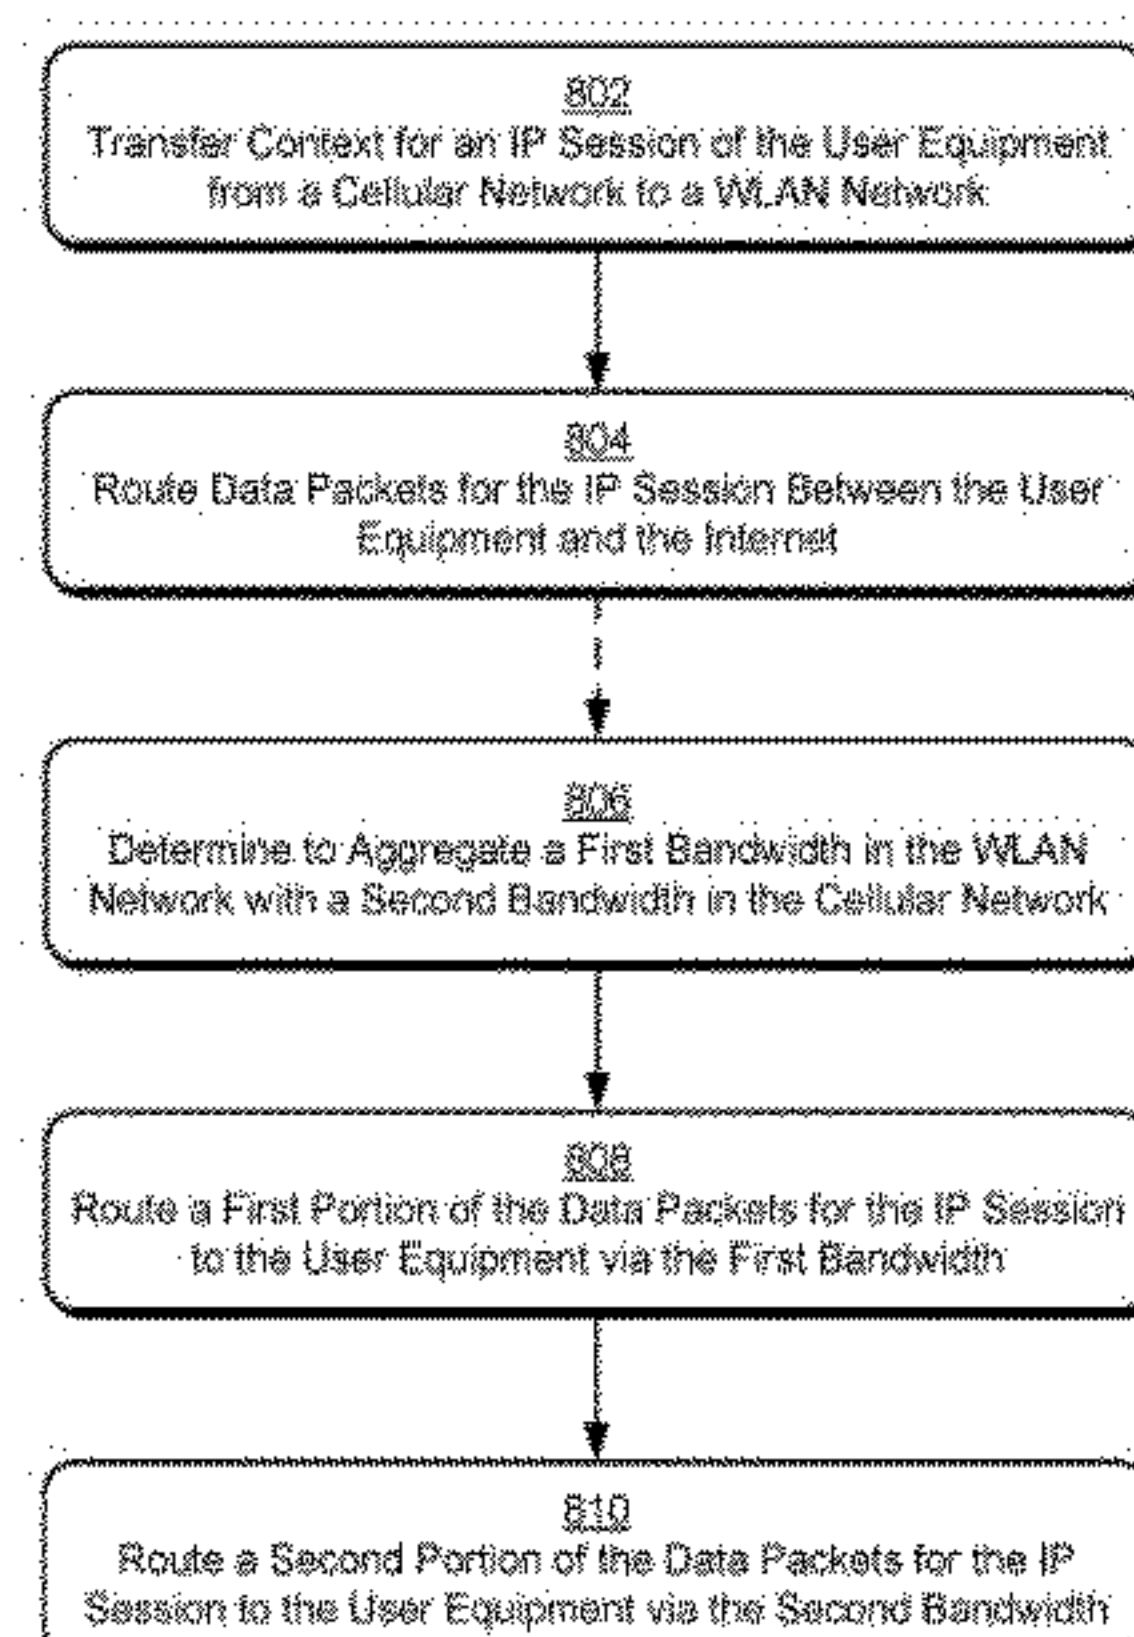 802
Transfer Context for an IP Session of the User Equipment
from a Cellular Network to a WLAN Network
804
Route Data Packets for the IP Session Between the User
Equipment and the Internet
806
Determine to Aggregate a First Bandwidth in the WLAN
Network with a Second Bandwidth in the Cellular Network
808
Route a First Portion of the Data Packets for the IP Session
to the User Equipment via the First Bandwidth
810
Route a Second Portion of the Data Packets for the IP
Session to the User Equipment via the Second Bandwidth